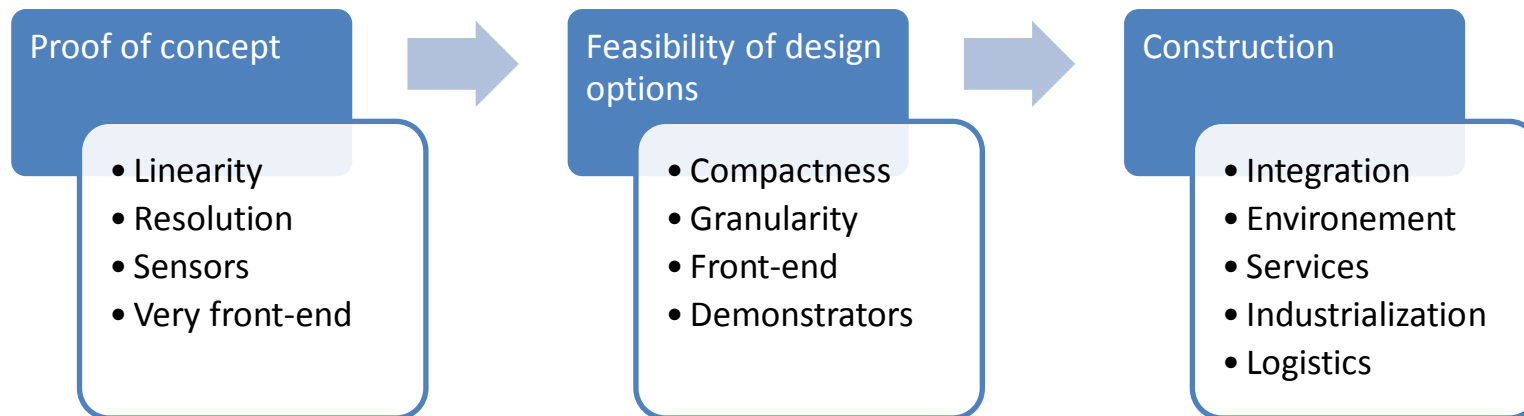 Proof of concept
• Linearity
• Resolution
• Sensors
• Very front-end
Feasibility of design
options
• Compactness
• Granularity
• Front-end
• Demonstrators
Construction
• Integration
• Environement
• Services
• Industrialization
• Logistics